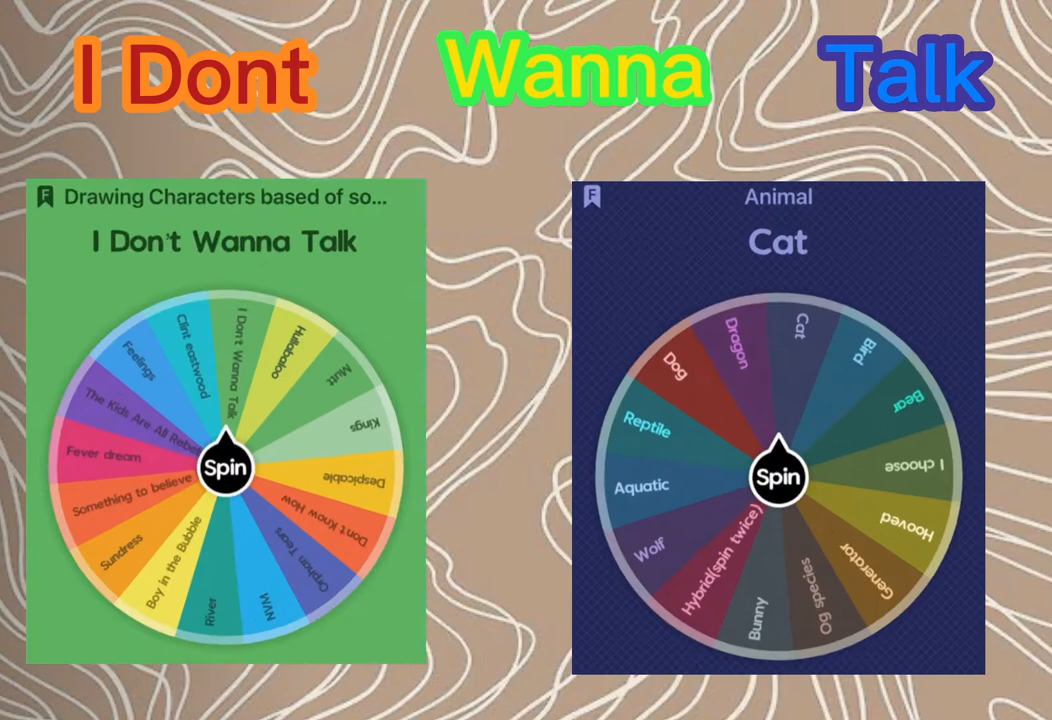 I Dont Wanna Talk
F Drawing Characters based of so...
I Don't Wanna Talk
I Don't Wanna Talk
Hullabaloo
Mutt
Kings
Despicable
Don't Know How
Orphan Tears
NVM
River
Boy in the Bubble
Sundress
Something to believe
Fever dream
The Kids Are All Rebe
Feelings
Clint eastwood
Spin
F Animal
Cat
Cat
Bird
Bear
I choose
Hooved
Generator
Og species
Bunny
Hybrid(spin twice)
Wolf
Aquatic
Reptile
Dog
Dragon
Spin